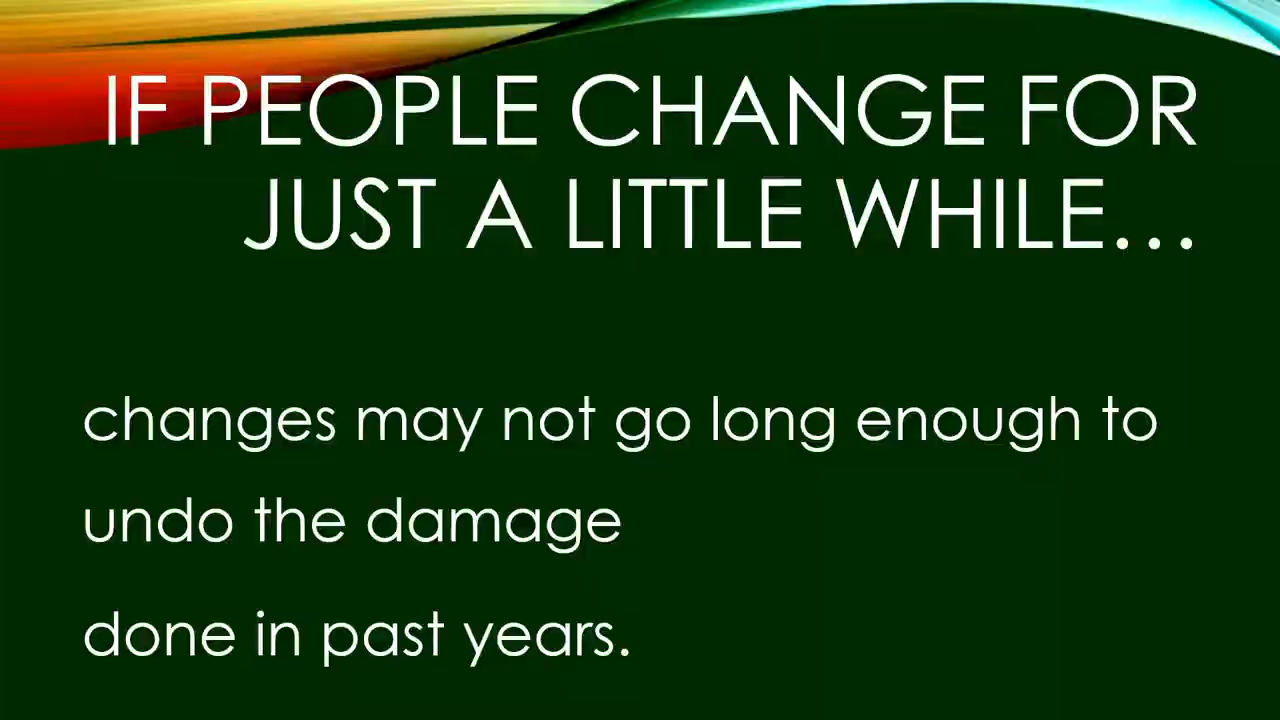 IF PEOPLE CHANGE FOR
JUST A LITTLE WHILE…
changes may not go long enough to
undo the damage
done in past years.